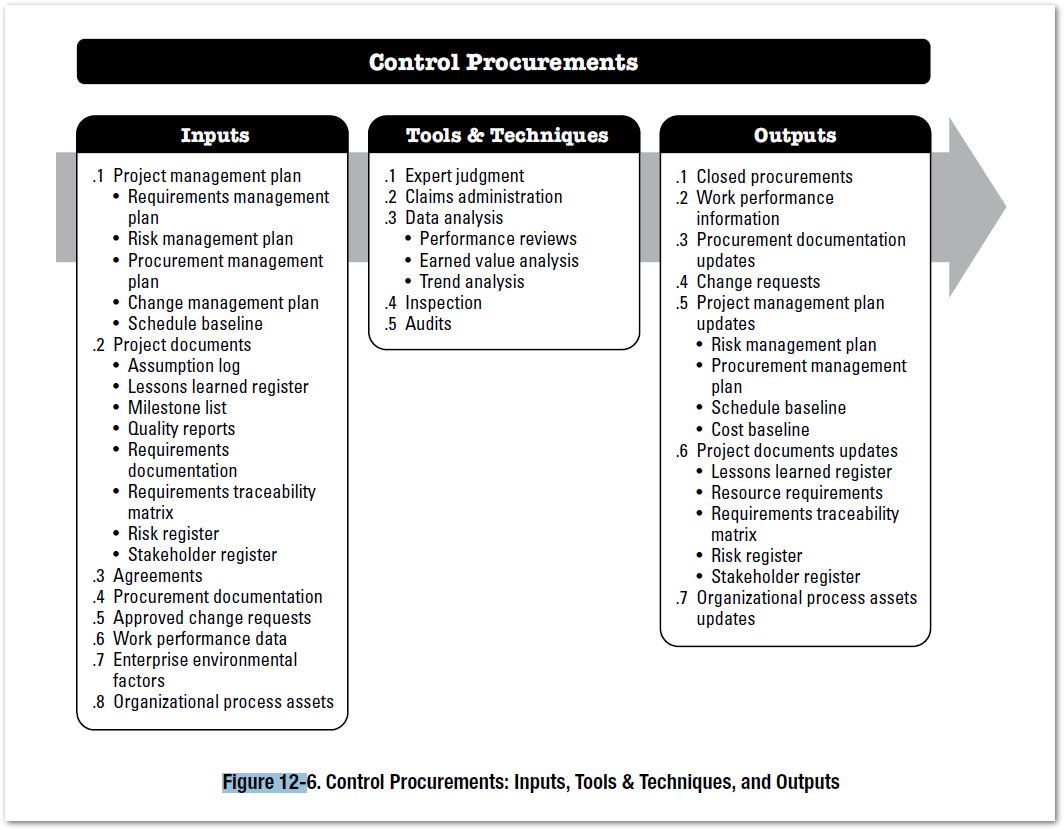 Control Procurements
Inputs
.1 Project management plan
• Requirements management
plan
• Risk management plan
• Procurement management
plan
• Change management plan
• Schedule baseline
.2 Project documents
• Assumption log
• Lessons learned register
• Milestone list
• Quality reports
• Requirements
documentation
• Requirements traceability
matrix
• Risk register
• Stakeholder register
.3 Agreements
.4 Procurement documentation
.5 Approved change requests
.6 Work performance data
.7 Enterprise environmental
factors
.8 Organizational process assets
Tools & Techniques
.1 Expert judgment
.2 Claims administration
.3 Data analysis
• Performance reviews
• Earned value analysis
• Trend analysis
.4 Inspection
.5 Audits
Outputs
.1 Closed procurements
.2 Work performance
information
.3 Procurement documentation
updates
.4 Change requests
.5 Project management plan
updates
• Risk management plan
• Procurement management
plan
• Schedule baseline
• Cost baseline
.6 Project documents updates
• Lessons learned register
• Resource requirements
• Requirements traceability
matrix
• Risk register
• Stakeholder register
.7 Organizational process assets
updates
Figure 12-6. Control Procurements: Inputs, Tools & Techniques, and Outputs